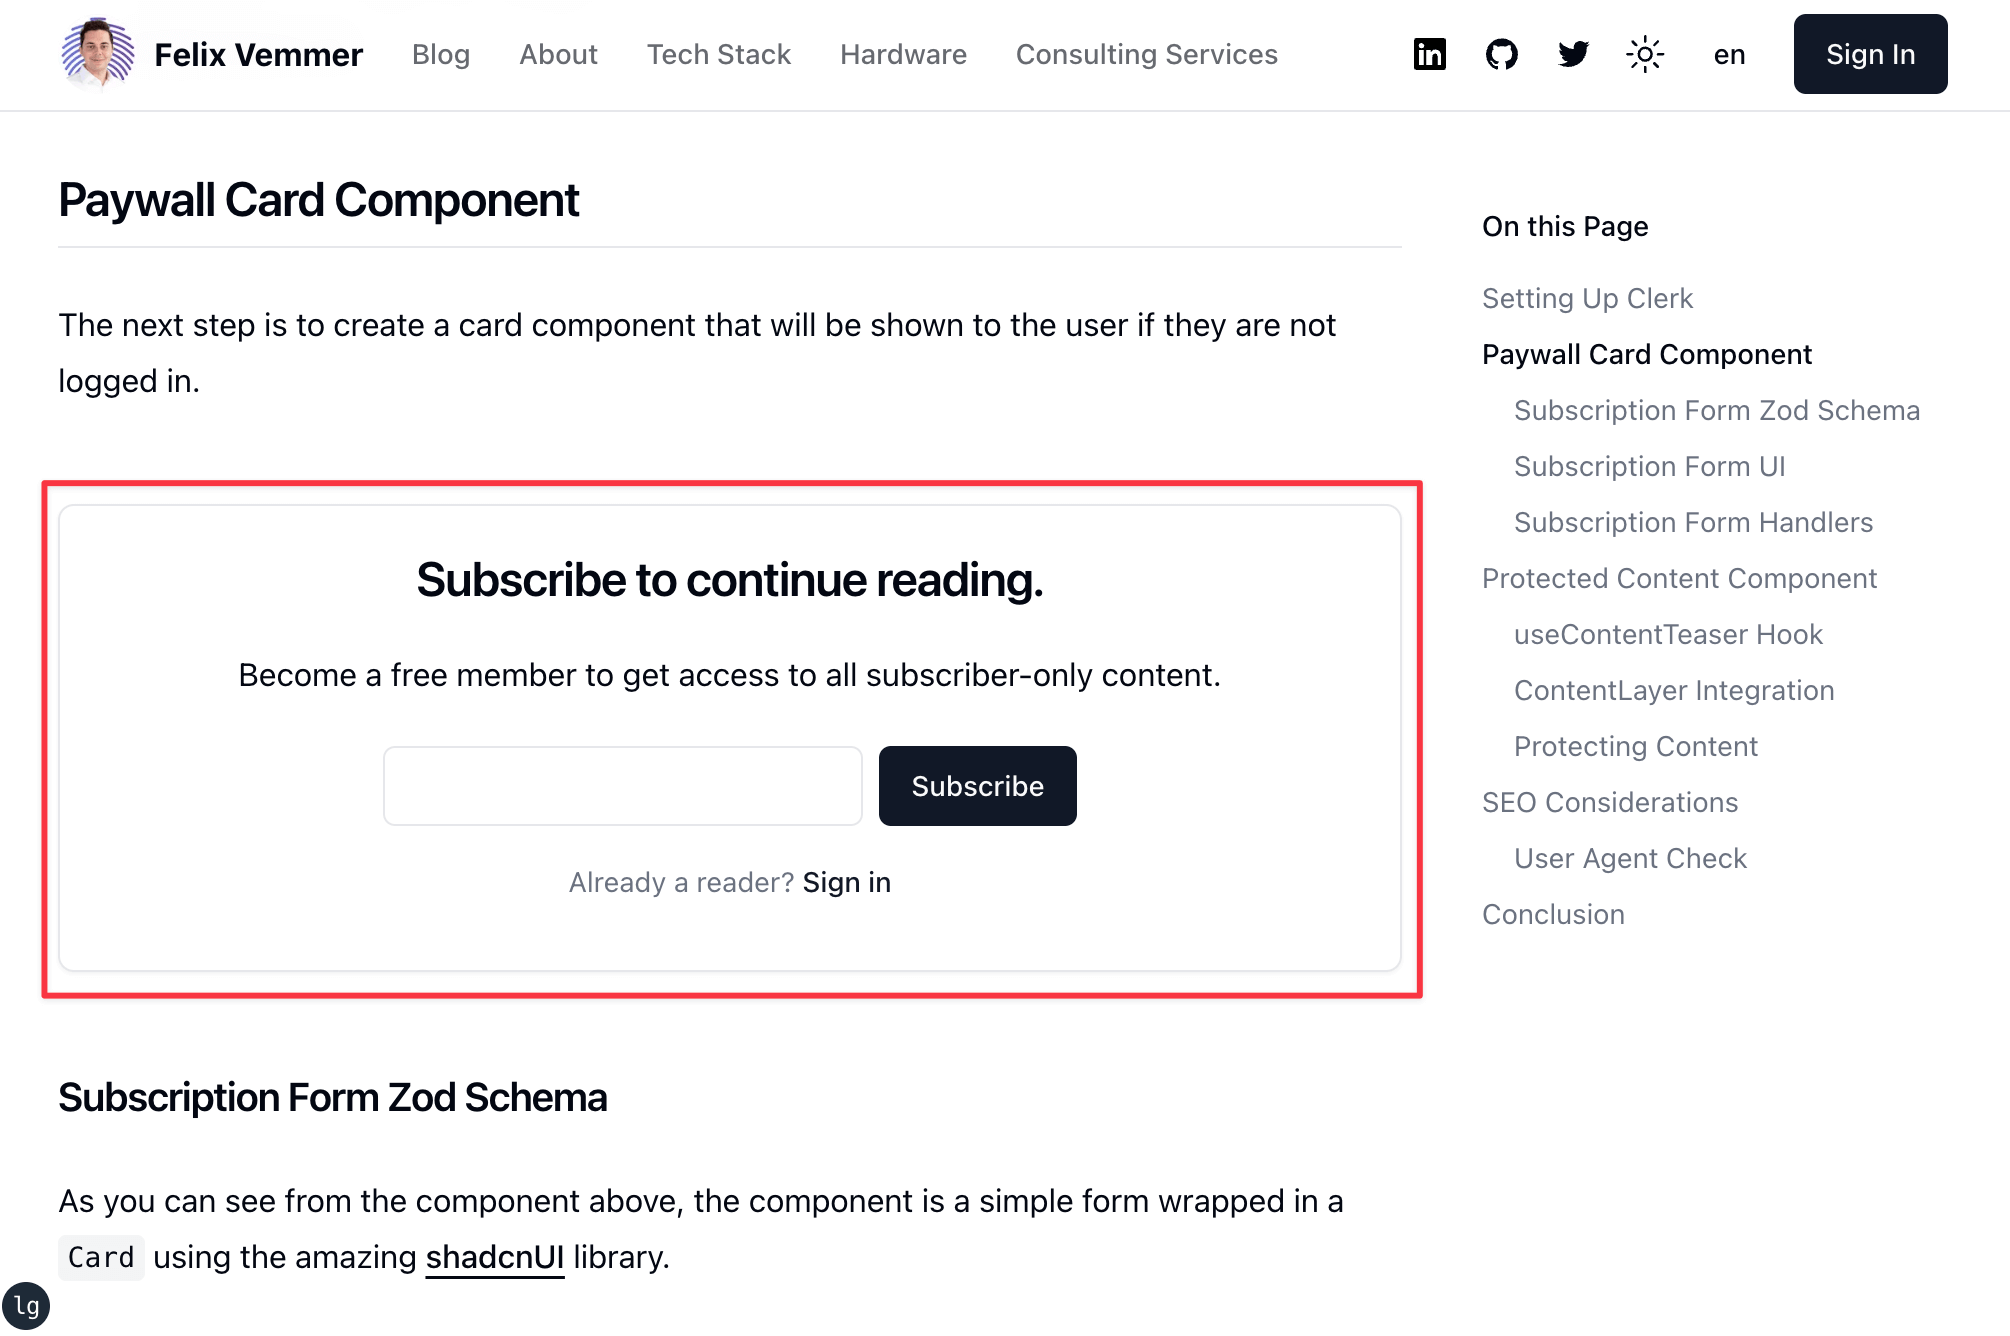 Felix Vemmer
Blog
About
Tech Stack
Hardware
Consulting Services
in
en
Sign In
Paywall Card Component
The next step is to create a card component that will be shown to the user if they are not
logged in.
Subscribe to continue reading.
Become a free member to get access to all subscriber-only content.
Subscribe
Already a reader? Sign in
Subscription Form Zod Schema
As you can see from the component above, the component is a simple form wrapped in a
Card using the amazing shadcnUI library.
lg
On this Page
Setting Up Clerk
Paywall Card Component
Subscription Form Zod Schema
Subscription Form UI
Subscription Form Handlers
Protected Content Component
useContentTeaser Hook
ContentLayer Integration
Protecting Content
SEO Considerations
User Agent Check
Conclusion